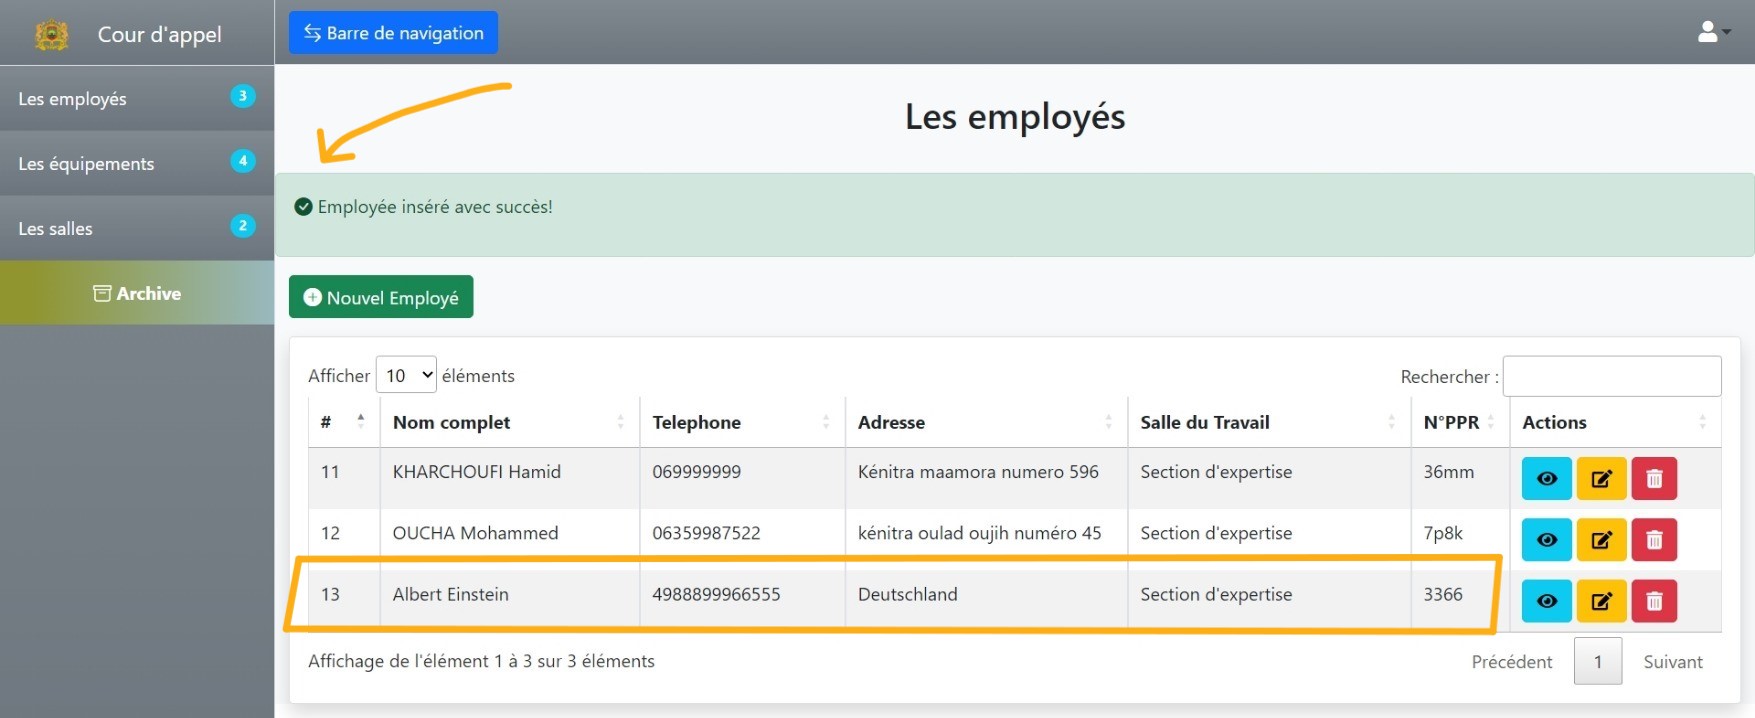 Cour d'appel
Barre de navigation
Les employés 3
Les équipements 4
Les salles 2
Archive
Les employés
Employée inséré avec succès!
Nouvel Employé
Afficher 10 éléments
Rechercher :
# Nom complet Telephone Adresse Salle du Travail N°PPR Actions
11 KHARCHOUFI Hamid 069999999 Kénitra maamora numero 596 Section d'expertise 36mm
12 OUCHA Mohammed 06359987522 kénitra oulad oujih numéro 45 Section d'expertise 7p8k
13 Albert Einstein 4988899966555 Deutschland Section d'expertise 3366
Affichage de l'élément 1 à 3 sur 3 éléments
Précédent 1 Suivant